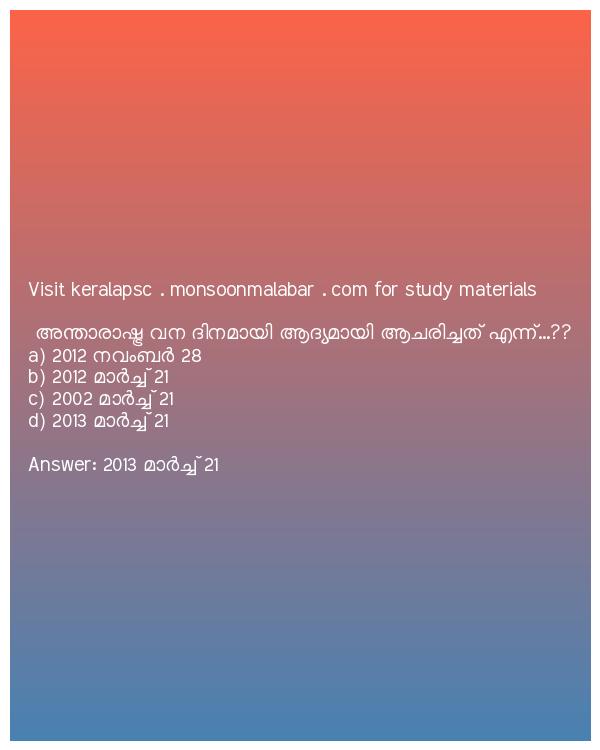 Visit keralapsc . monsoonmalabar . com for study materials
അന്താരാഷ്ട്ര വന ദിനമായി ആദ്യമായി ആചരിച്ചത് എന്ന്...??
a) 2012 നവംബർ 28
b) 2012 മാർച്ച് 21
c) 2002 മാർച്ച് 21
d) 2013 മാർച്ച് 21
Answer: 2013 മാർച്ച് 21